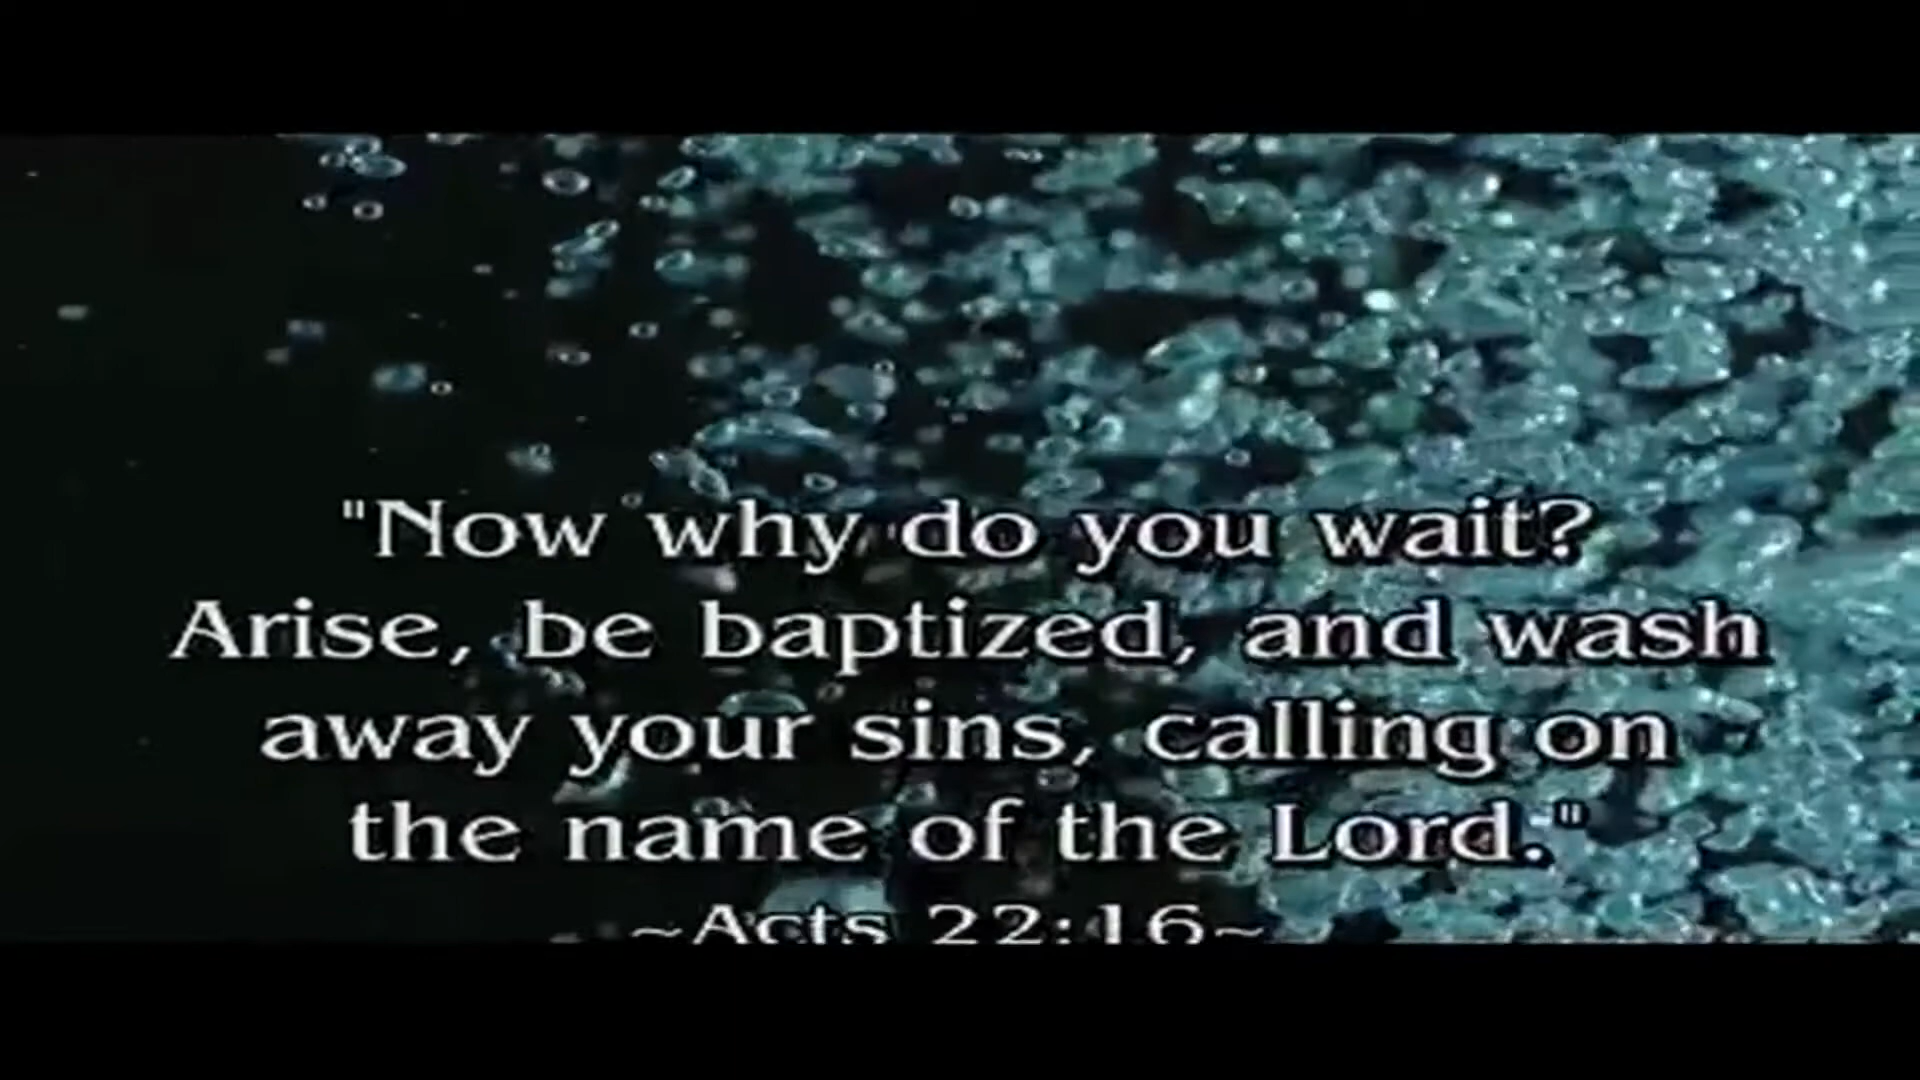 "Now why do you wait?
Arise, be baptized, and wash
away your sins, calling on
the name of the Lord."
~Acts 22:16~